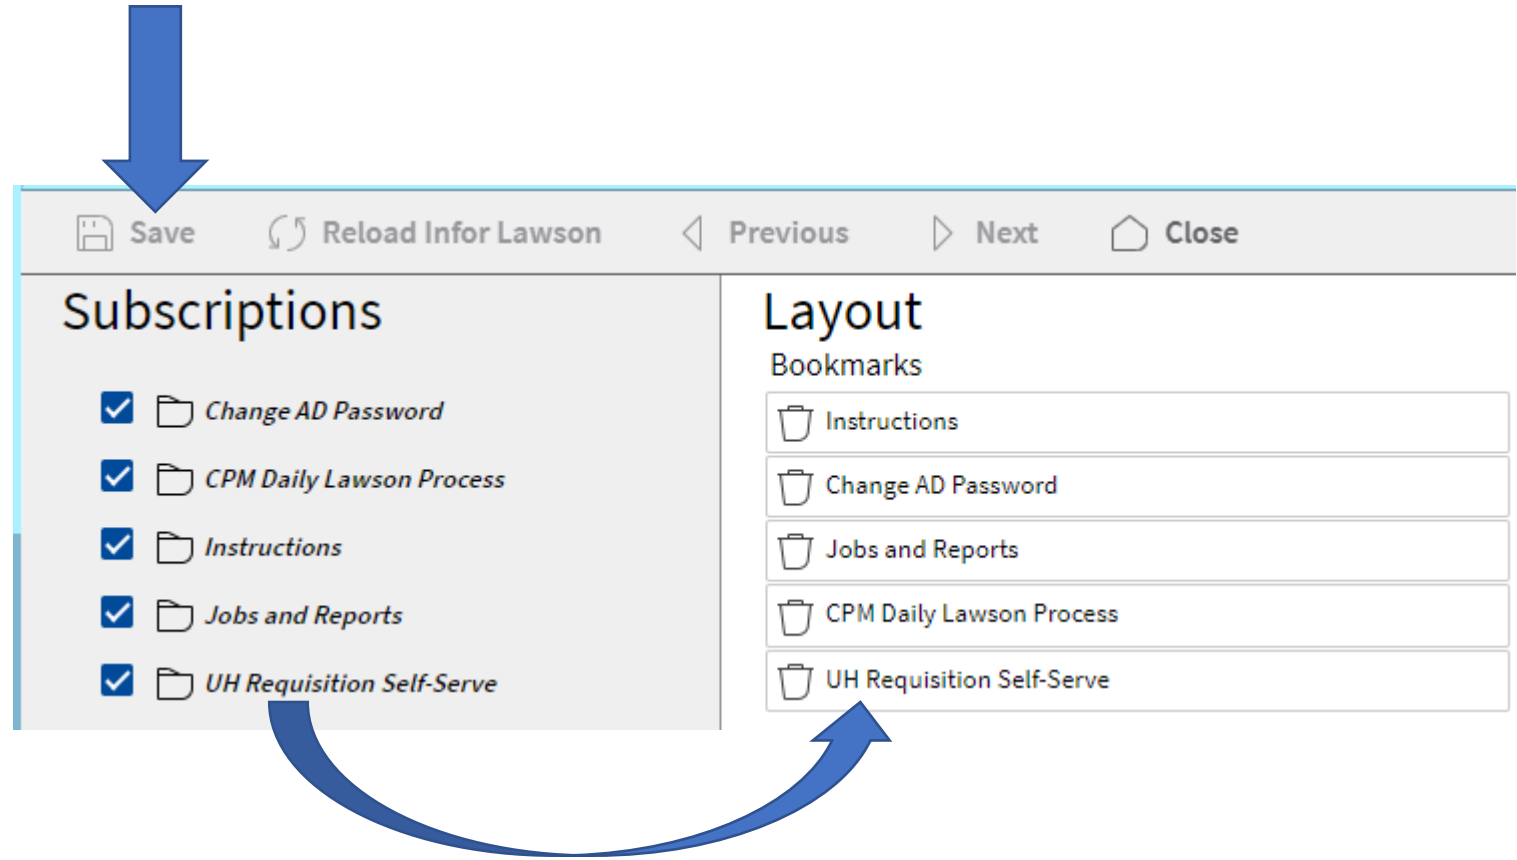 Save Reload Infor Lawson Previous Next Close
Subscriptions
Change AD Password
CPM Daily Lawson Process
Instructions
Jobs and Reports
UH Requisition Self-Serve
Layout
Bookmarks
Instructions
Change AD Password
Jobs and Reports
CPM Daily Lawson Process
UH Requisition Self-Serve